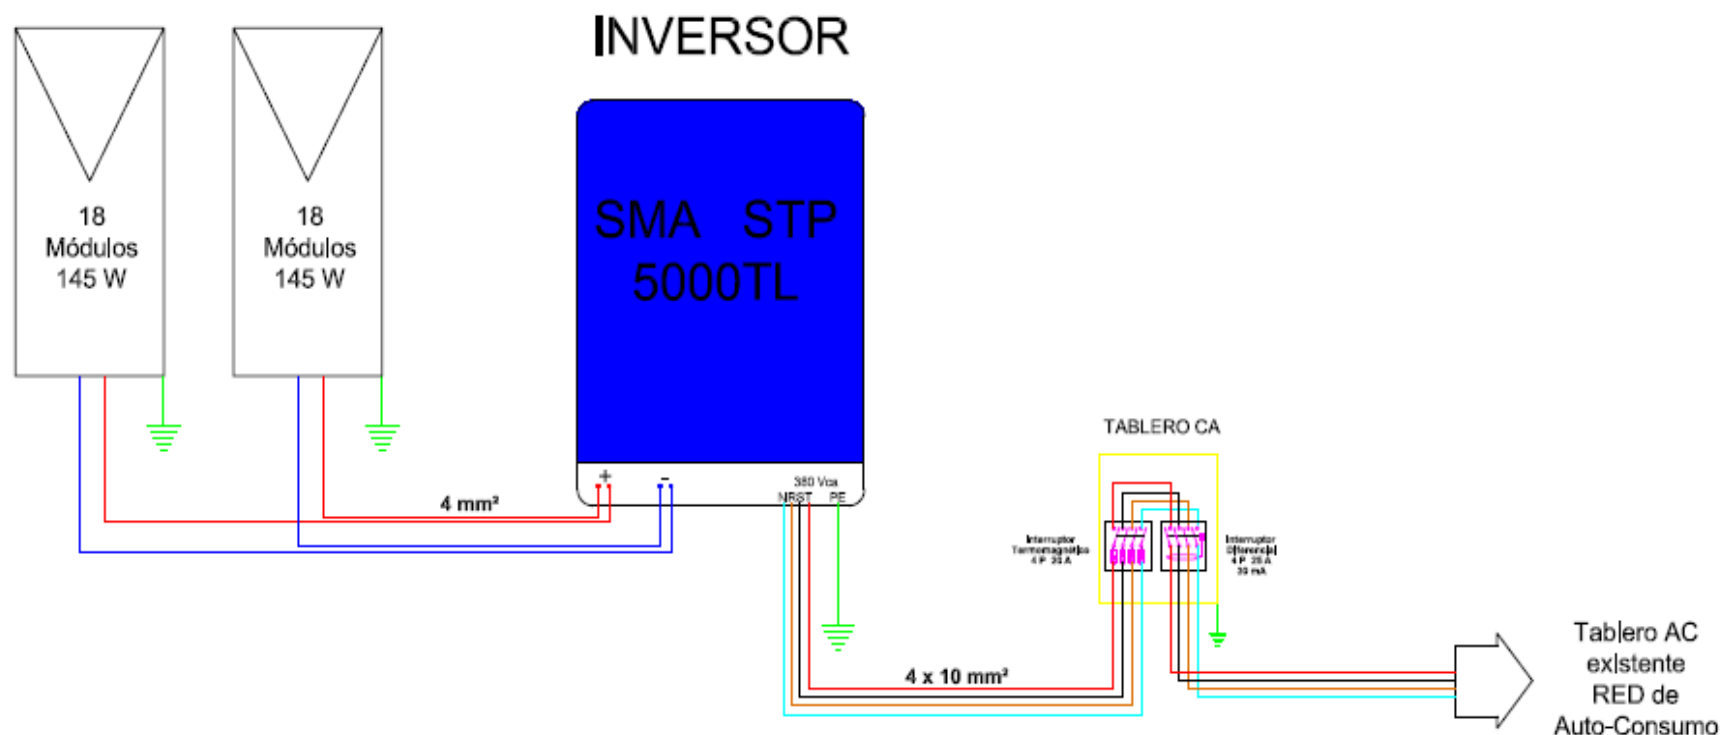 INVERSOR
18
Módulos
145 W
18
Módulos
145 W
SMA STP
5000TL
+ -
380 Vca
NRST PE
4 mm²
TABLERO CA
Interruptor
Termomagnética
4 P 20 A
Interruptor
Diferencial
4 P 25 A
30 mA
4 x 10 mm²
Tablero AC
existente
RED de
Auto-Consumo